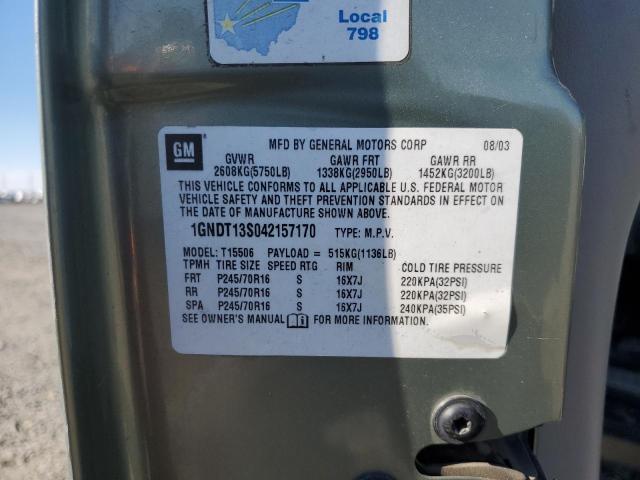 Local
798
GM
MFD BY GENERAL MOTORS CORP 08/03
GVWR GAWR FRT GAWR RR
2608KG(5750LB) 1338KG(2950LB) 1452KG(3200LB)
THIS VEHICLE CONFORMS TO ALL APPLICABLE U.S. FEDERAL MOTOR
VEHICLE SAFETY AND THEFT PREVENTION STANDARDS IN EFFECT ON
THE DATE OF MANUFACTURE SHOWN ABOVE.
1GNDT13S042157170 TYPE: M.P.V.
MODEL: T15506 PAYLOAD = 515KG(1136LB)
TPMH TIRE SIZE SPEED RTG RIM COLD TIRE PRESSURE
FRT P245/70R16 S 16X7J 220KPA(32PSI)
RR P245/70R16 S 16X7J 220KPA(32PSI)
SPA P245/70R16 S 16X7J 240KPA(35PSI)
SEE OWNER'S MANUAL FOR MORE INFORMATION.